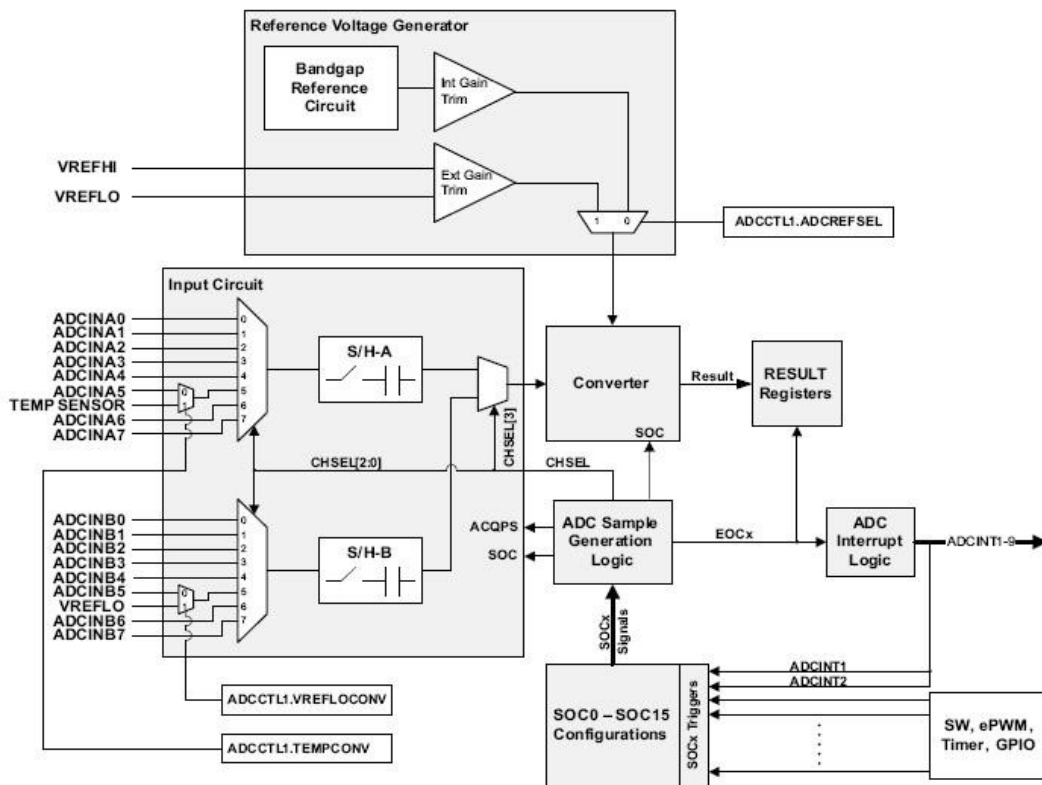 Reference Voltage Generator
Bandgap
Reference
Circuit
Int Gain
Trim
VREFHI
VREFLO
Ext Gain
Trim
1 0
ADCCTL1.ADCREFSEL
Input Circuit
ADCINA0
ADCINA1
ADCINA2
ADCINA3
ADCINA4
ADCINA5
TEMP SENSOR
ADCINA6
ADCINA7
0
1
0
1
2
3
4
5
6
7
S/H-A
Converter
SOC
Result
RESULT
Registers
CHSEL[3]
CHSEL[2:0]
CHSEL
ADCINB0
ADCINB1
ADCINB2
ADCINB3
ADCINB4
ADCINB5
VREFLO
ADCINB6
ADCINB7
0
1
0
1
2
3
4
5
6
7
S/H-B
ACQPS
SOC
ADC Sample
Generation
Logic
EOCx
ADC
Interrupt
Logic
ADCINT1-9
SOCx
Signals
ADCINT1
ADCINT2
SOC0 – SOC15
Configurations
SOCx Triggers
SW, ePWM,
Timer, GPIO
ADCCTL1.VREFLOCONV
ADCCTL1.TEMPCONV